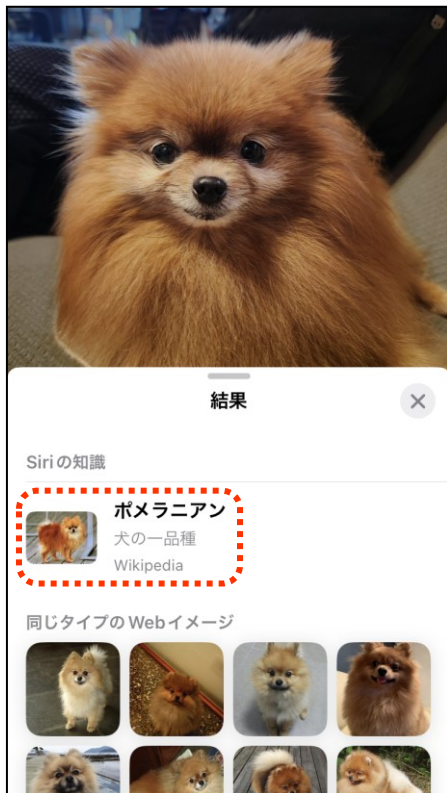 結果
Siriの知識
ポメラニアン
犬の一品種
Wikipedia
同じタイプのWebイメージ